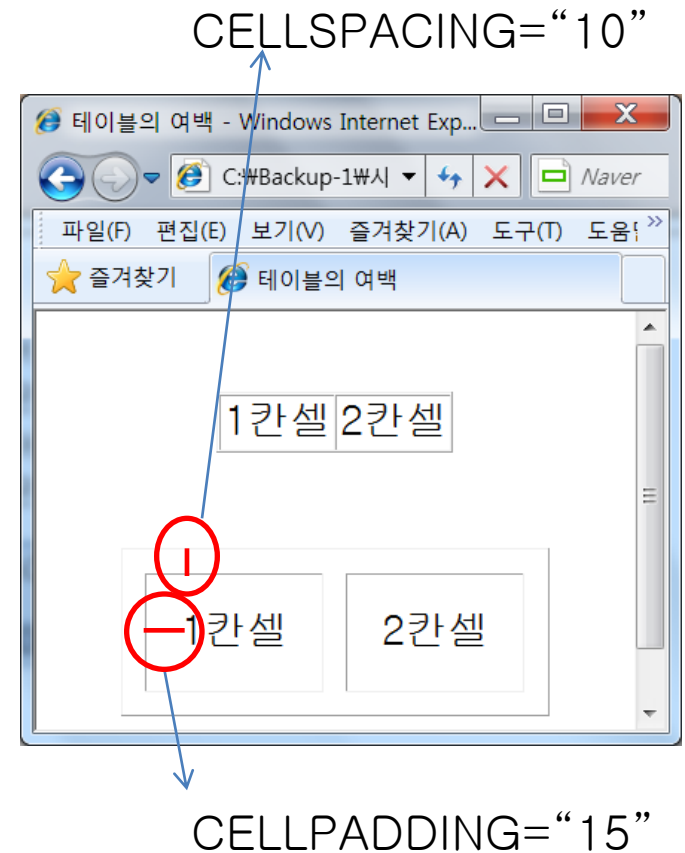 CELLSPACING=“10”
테이블의 여백 - Windows Internet Exp...
C:₩Backup-1₩시
Naver
파일(F) 편집(E) 보기(V) 즐겨찾기(A) 도구(T)
즐겨찾기
테이블의 여백
1칸셀 2칸셀
1칸셀 2칸셀
CELLPADDING=“15”